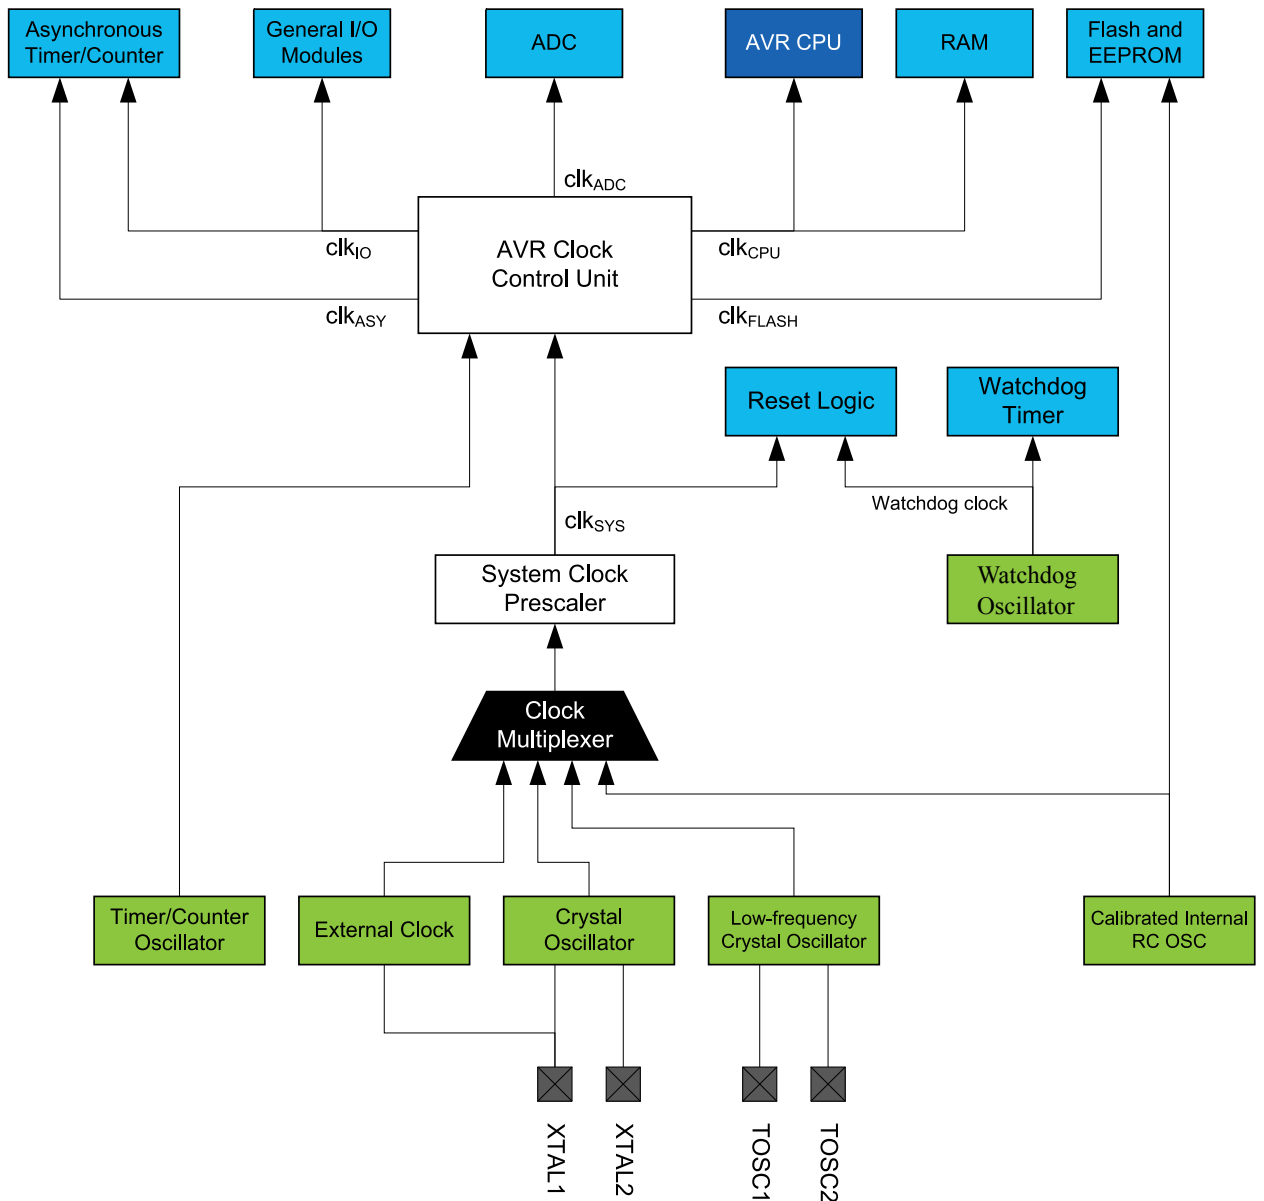 Asynchronous
Timer/Counter
General I/O
Modules
ADC
AVR CPU
RAM
Flash and
EEPROM
clkADC
clkIO
clkASY
AVR Clock
Control Unit
clkCPU
clkFLASH
Reset Logic
Watchdog
Timer
Watchdog clock
clkSYS
System Clock
Prescaler
Watchdog
Oscillator
Clock
Multiplexer
Timer/Counter
Oscillator
External Clock
Crystal
Oscillator
Low-frequency
Crystal Oscillator
Calibrated Internal
RC OSC
XTAL1
XTAL2
TOSC1
TOSC2